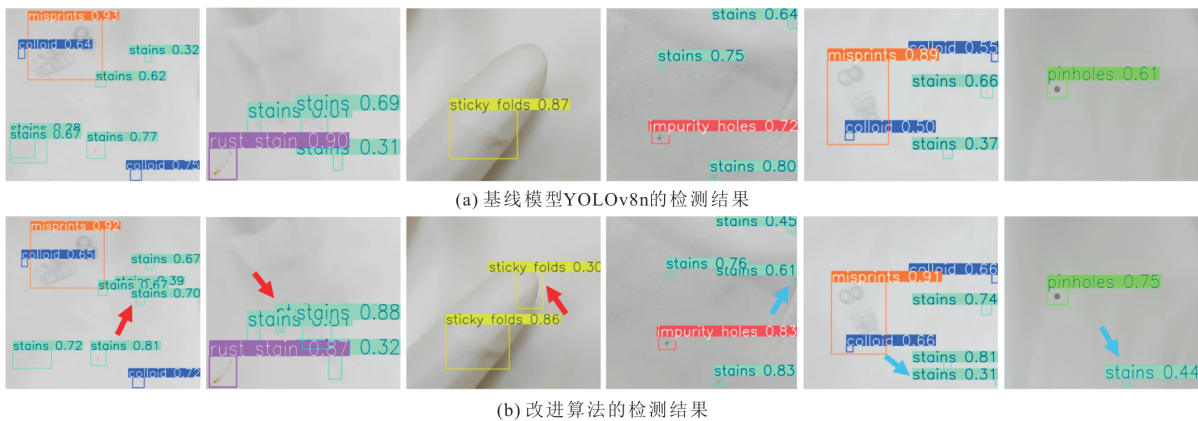 misprints 0.93
colloid 0.64
stains 0.32
stains 0.62
stains 0.28
stains 0.67
stains 0.77
colloid 0.75
stains 0.69
stains 0.61
rust stain 0.90
stains 0.31
sticky folds 0.87
stains 0.64
stains 0.75
impurity holes 0.72
stains 0.80
colloid 0.55
misprints 0.89
stains 0.66
colloid 0.50
stains 0.37
pinholes 0.61
(a) 基线模型YOLOv8n的检测结果
misprints 0.92
colloid 0.65
stains 0.67
0.39
stains 0.67
stains 0.70
stains 0.72
stains 0.81
colloid 0.72
stains 0.88
rust stain 0.87
0.32
sticky folds 0.30
sticky folds 0.86
stains 0.45
stains 0.76
stains 0.61
impurity holes 0.83
stains 0.83
colloid 0.66
misprints 0.91
stains 0.74
colloid 0.66
stains 0.81
stains 0.31
pinholes 0.75
stains 0.44
(b) 改进算法的检测结果